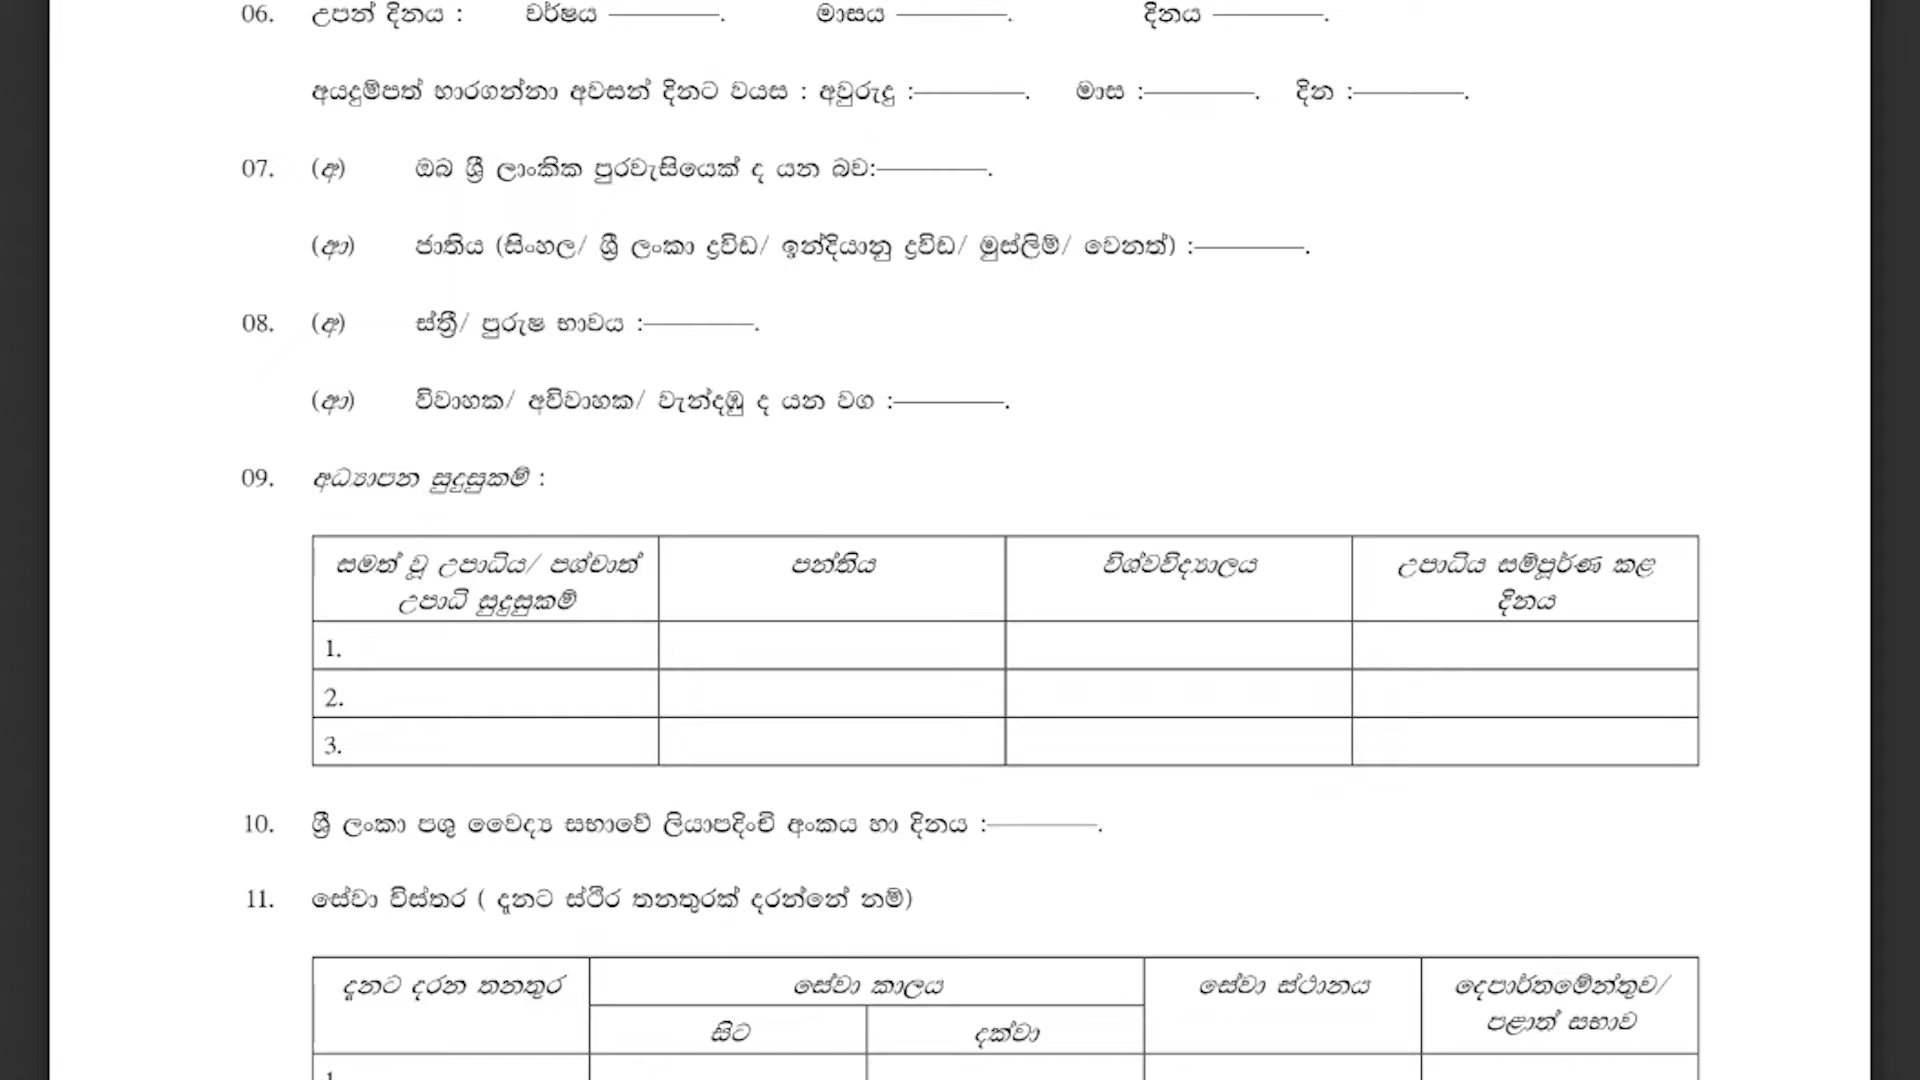 06. උපන් දිනය : වර්ෂය ————. මාසය ————. දිනය ————.
අයදුම්පත් භාරගන්නා අවසන් දිනට වයස : අවුරුදු :————. මාස :————. දින :————.
07. (අ) ඔබ ශ්‍රී ලාංකික පුරවැසියෙක් ද යන බව:————.
(ආ) ජාතිය (සිංහල/ ශ්‍රී ලංකා ද්‍රවිඩ/ ඉන්දියානු ද්‍රවිඩ/ මුස්ලිම්/ වෙනත්) :————.
08. (අ) ස්ත්‍රී/ පුරුෂ භාවය :————.
(ආ) විවාහක/ අවිවාහක/ වැන්දඹු ද යන වග :————.
09. අධ්‍යාපන සුදුසුකම් :
සමත් වූ උපාධිය/ පශ්චාත් උපාධි සුදුසුකම් පන්තිය විශ්වවිද්‍යාලය උපාධිය සම්පූර්ණ කළ දිනය
1.
2.
3.
10. ශ්‍රී ලංකා පශු වෛද්‍ය සභාවේ ලියාපදිංචි අංකය හා දිනය :————.
11. සේවා විස්තර ( දැනට ස්ථිර තනතුරක් දරන්නේ නම්)
දැනට දරන තනතුර සේවා කාලය සේවා ස්ථානය දෙපාර්තමේන්තුව/ පළාත් සභාව
සිට දක්වා
1